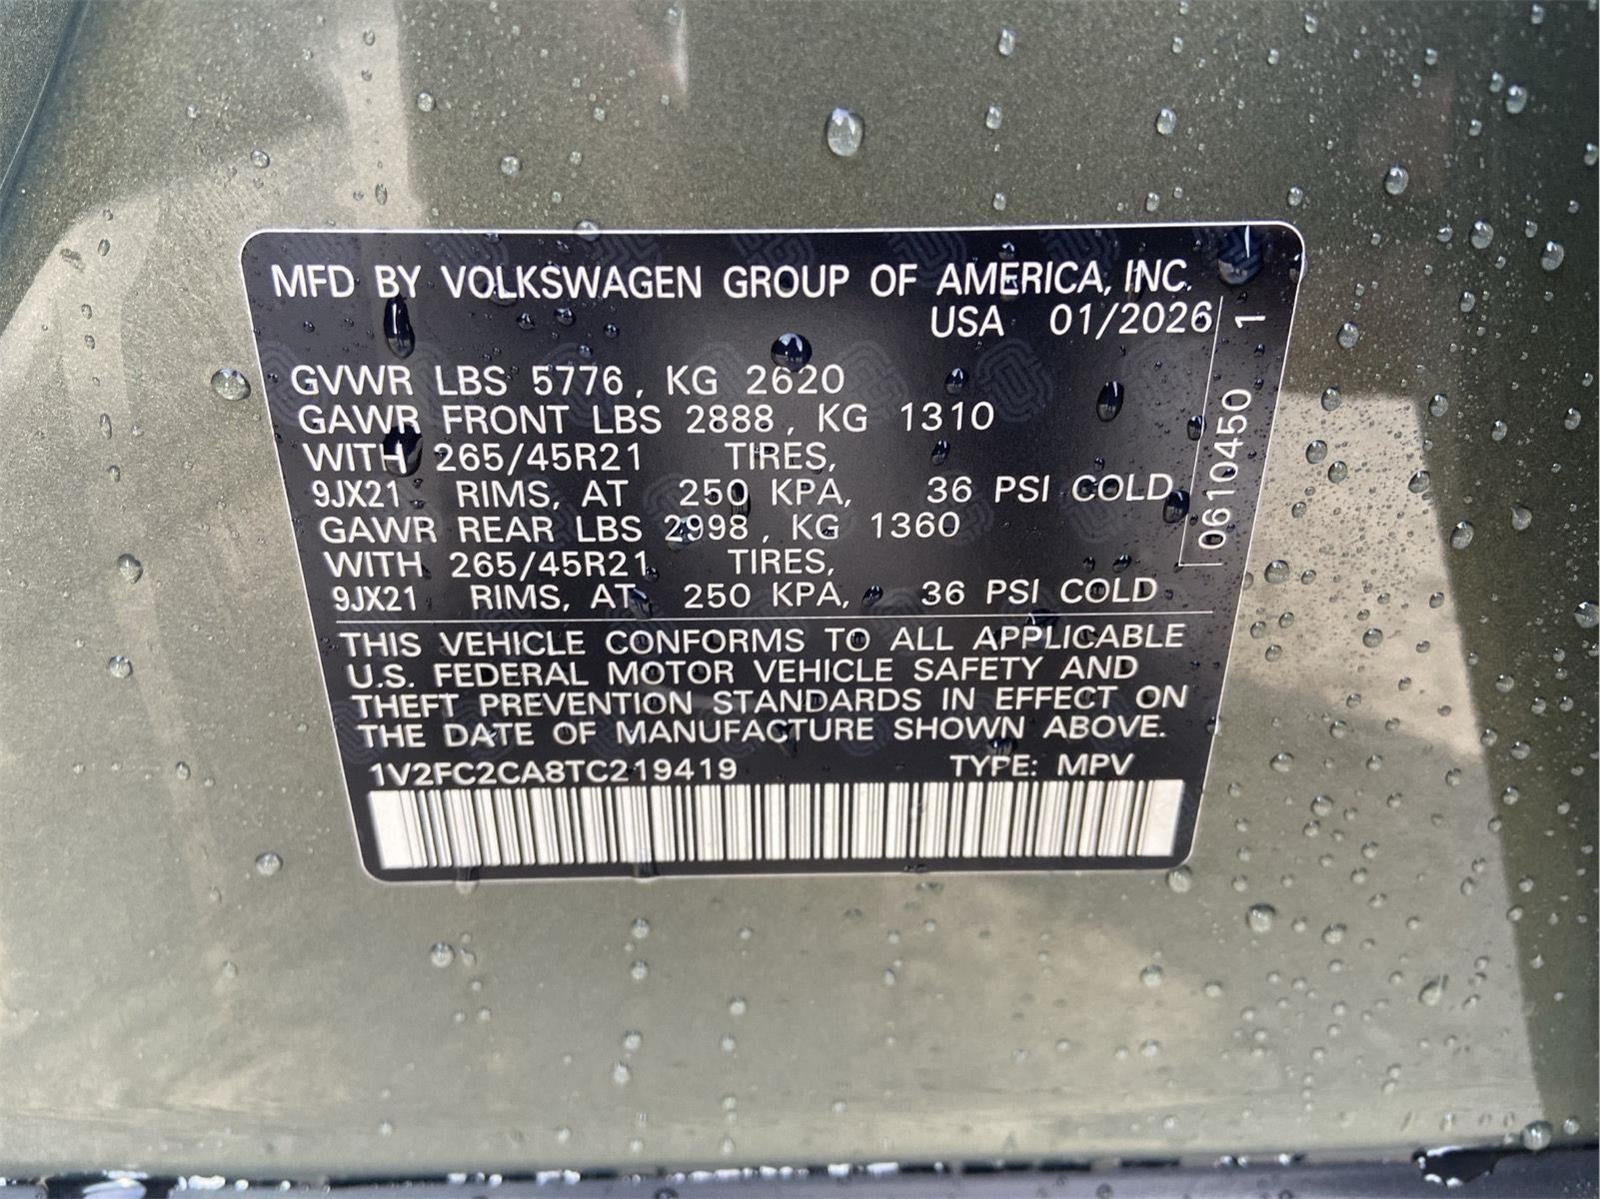 MFD BY VOLKSWAGEN GROUP OF AMERICA, INC.
USA 01/2026
GVWR LBS 5776, KG 2620
GAWR FRONT LBS 2888, KG 1310
WITH 265/45R21 TIRES,
9JX21 RIMS, AT 250 KPA, 36 PSI COLD
GAWR REAR LBS 2998, KG 1360
WITH 265/45R21 TIRES,
9JX21 RIMS, AT 250 KPA, 36 PSI COLD
THIS VEHICLE CONFORMS TO ALL APPLICABLE
U.S. FEDERAL MOTOR VEHICLE SAFETY AND
THEFT PREVENTION STANDARDS IN EFFECT ON
THE DATE OF MANUFACTURE SHOWN ABOVE.
1V2FC2CA8TC219419 TYPE: MPV
0610450 1